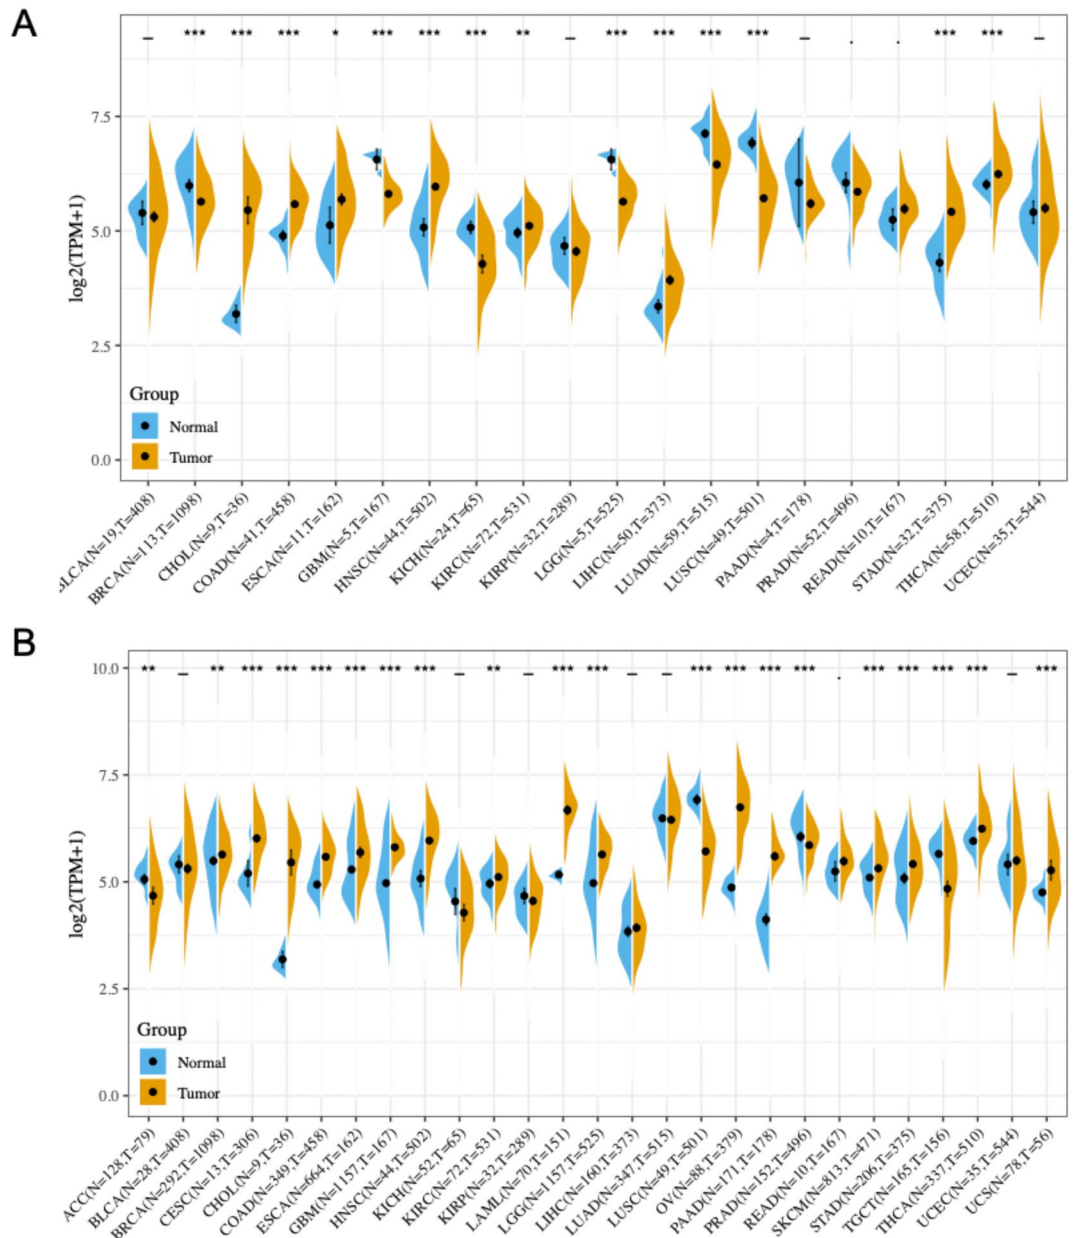 A
– *** *** *** * *** *** *** ** – *** *** *** *** – . . *** *** –
7.5
5.0
2.5
0.0
log2(TPM+1)
Group
Normal
Tumor
BLCA(N=19,T=408)
BRCA(N=113,T=1098)
CHOL(N=9,T=36)
COAD(N=41,T=458)
ESCA(N=11,T=162)
GBM(N=5,T=167)
HNSC(N=44,T=502)
KICH(N=24,T=65)
KIRC(N=72,T=531)
KIRP(N=32,T=289)
LGG(N=5,T=525)
LIHC(N=50,T=373)
LUAD(N=59,T=515)
LUSC(N=49,T=501)
PAAD(N=4,T=178)
PRAD(N=52,T=496)
READ(N=10,T=167)
STAD(N=32,T=375)
THCA(N=58,T=510)
UCEC(N=35,T=544)
B
** – ** *** *** *** *** *** *** – ** – *** *** – – *** *** *** *** . *** *** *** *** – ***
10.0
7.5
5.0
2.5
0.0
log2(TPM+1)
Group
Normal
Tumor
ACC(N=128,T=79)
BLCA(N=28,T=408)
BRCA(N=292,T=1098)
CESC(N=13,T=306)
CHOL(N=9,T=36)
COAD(N=349,T=458)
ESCA(N=664,T=162)
GBM(N=1157,T=167)
HNSC(N=44,T=502)
KICH(N=52,T=65)
KIRC(N=72,T=531)
KIRP(N=32,T=289)
LAML(N=70,T=151)
LGG(N=1157,T=525)
LIHC(N=160,T=373)
LUAD(N=347,T=515)
LUSC(N=49,T=501)
OV(N=88,T=379)
PAAD(N=171,T=178)
PRAD(N=152,T=496)
READ(N=10,T=167)
SKCM(N=813,T=471)
STAD(N=206,T=375)
TGCT(N=165,T=156)
THCA(N=337,T=510)
UCEC(N=35,T=544)
UCS(N=78,T=56)